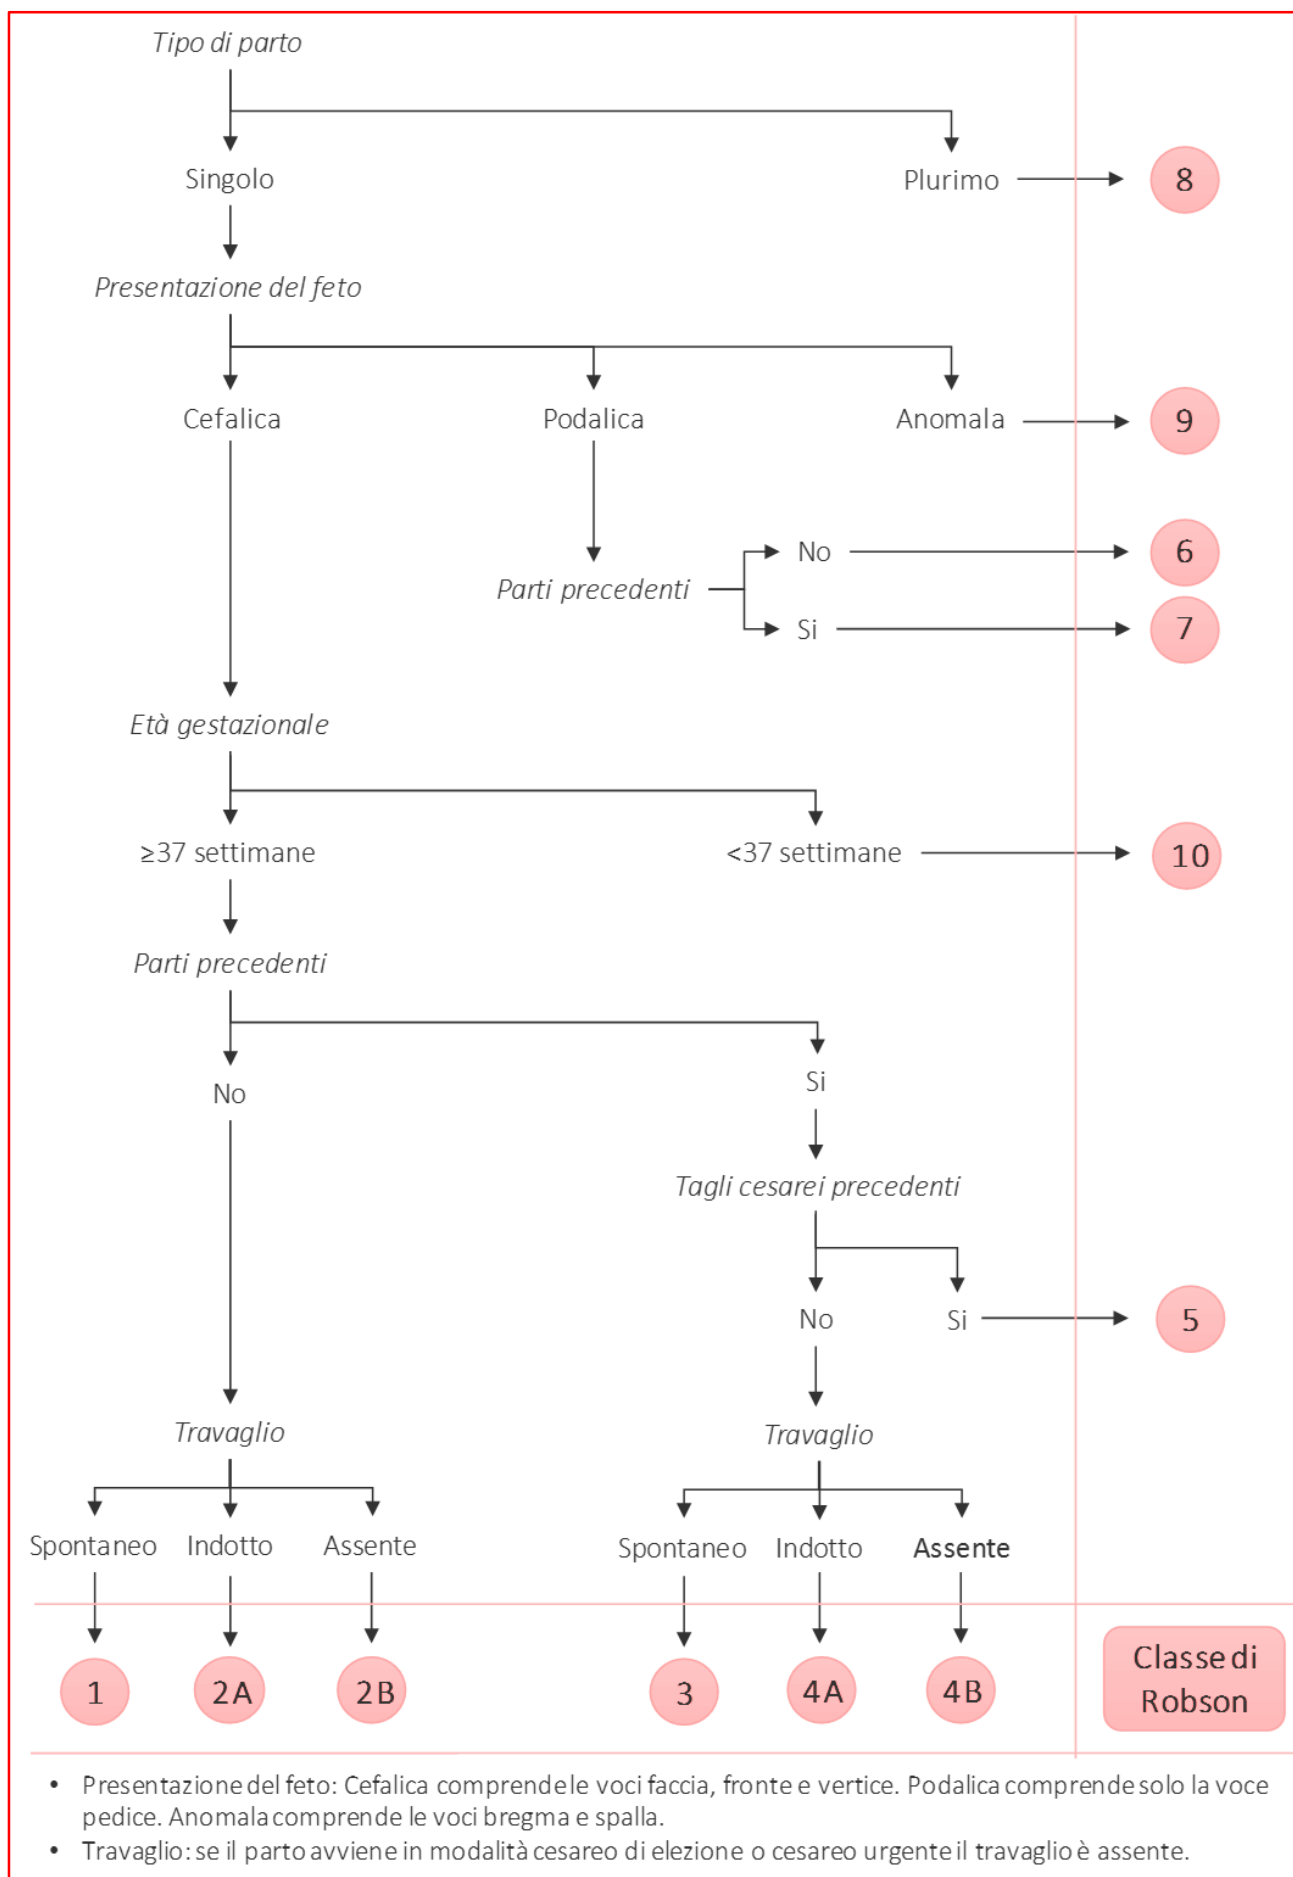 Tipo di parto
Singolo
Plurimo
8
Presentazione del feto
Cefalica
Podalica
Anomala
9
No
6
Parti precedenti
Si
7
Età gestazionale
≥37 settimane
<37 settimane
10
Parti precedenti
No
Si
Tagli cesarei precedenti
No
Si
5
Travaglio
Travaglio
Spontaneo
Indotto
Assente
Spontaneo
Indotto
Assente
1
2A
2B
3
4A
4B
Classe di
Robson
• Presentazione del feto: Cefalica comprende le voci faccia, fronte e vertice. Podalica comprende solo la voce
pedice. Anomala comprende le voci bregma e spalla.
• Travaglio: se il parto avviene in modalità cesareo di elezione o cesareo urgente il travaglio è assente.